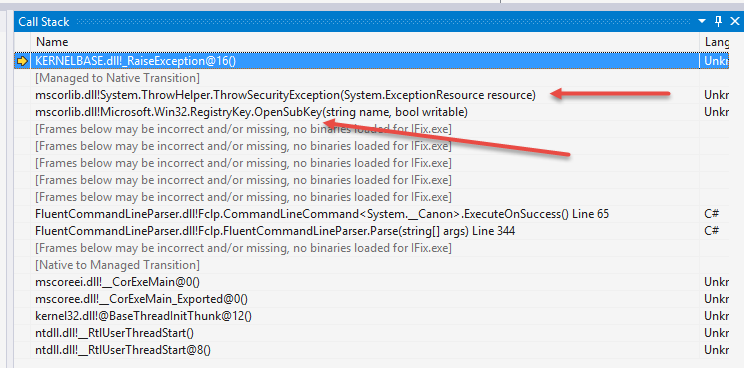 Call Stack
Name Lang
KERNELBASE.dll!_RaiseException@16() Unkr
[Managed to Native Transition]
mscorlib.dll!System.ThrowHelper.ThrowSecurityException(System.ExceptionResource resource) Unkr
mscorlib.dll!Microsoft.Win32.RegistryKey.OpenSubKey(string name, bool writable) Unkr
[Frames below may be incorrect and/or missing, no binaries loaded for IFix.exe]
[Frames below may be incorrect and/or missing, no binaries loaded for IFix.exe]
[Frames below may be incorrect and/or missing, no binaries loaded for IFix.exe]
[Frames below may be incorrect and/or missing, no binaries loaded for IFix.exe]
[Frames below may be incorrect and/or missing, no binaries loaded for IFix.exe]
FluentCommandLineParser.dll!Fclp.CommandLineCommand<System.__Canon>.ExecuteOnSuccess() Line 65 C#
FluentCommandLineParser.dll!Fclp.FluentCommandLineParser.Parse(string[] args) Line 344 C#
[Frames below may be incorrect and/or missing, no binaries loaded for IFix.exe]
[Native to Managed Transition]
mscoreei.dll!__CorExeMain@0() Unkr
mscoree.dll!__CorExeMain_Exported@0() Unkr
kernel32.dll!@BaseThreadInitThunk@12() Unkr
ntdll.dll!__RtlUserThreadStart() Unkr
ntdll.dll!__RtlUserThreadStart@8() Unkr